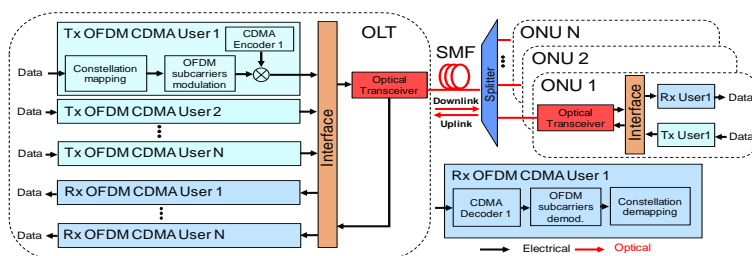 Tx OFDM CDMA User 1
CDMA
Encoder 1
Data
Constellation
mapping
OFDM
subcarriers
modulation
Data
Tx OFDM CDMA User 2
Data
Tx OFDM CDMA User N
Data
Rx OFDM CDMA User 1
Data
Rx OFDM CDMA User N
Interface
OLT
Optical
Transceiver
SMF
Downlink
Uplink
Splitter
ONU N
ONU 2
ONU 1
Optical
Transceiver
Interface
Rx User1
Data
Tx User1
Data
Rx OFDM CDMA User 1
CDMA
Decoder 1
OFDM
subcarriers
demod.
Constellation
demapping
Electrical
Optical